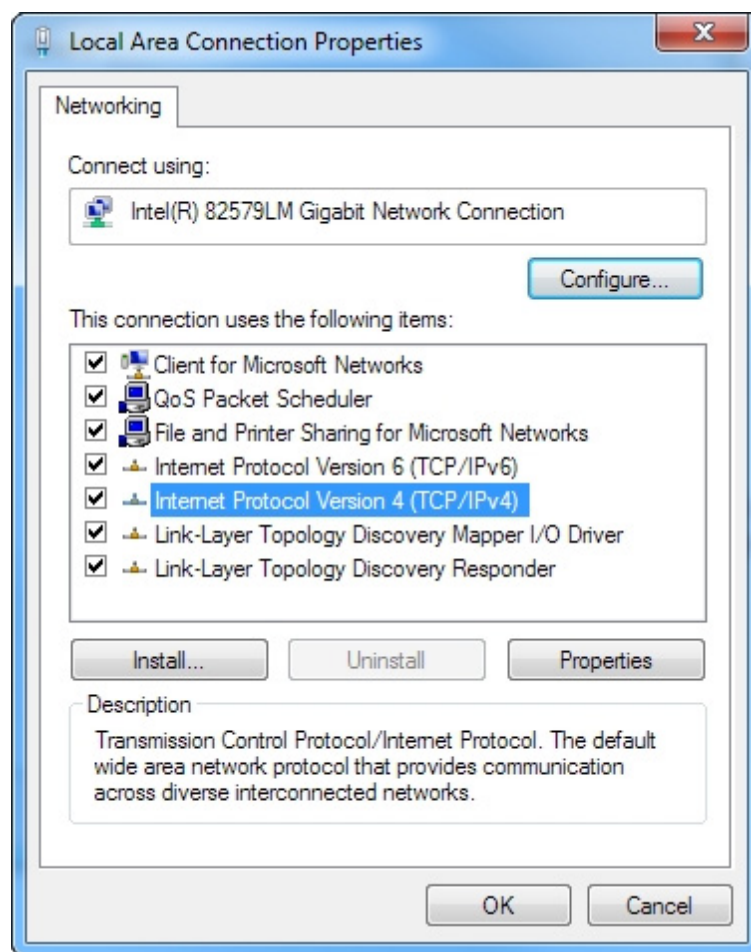 Local Area Connection Properties
Networking
Connect using:
Intel(R) 82579LM Gigabit Network Connection
Configure...
This connection uses the following items:
Client for Microsoft Networks
QoS Packet Scheduler
File and Printer Sharing for Microsoft Networks
Internet Protocol Version 6 (TCP/IPv6)
Internet Protocol Version 4 (TCP/IPv4)
Link-Layer Topology Discovery Mapper I/O Driver
Link-Layer Topology Discovery Responder
Install... Uninstall Properties
Description
Transmission Control Protocol/Internet Protocol. The default
wide area network protocol that provides communication
across diverse interconnected networks.
OK Cancel